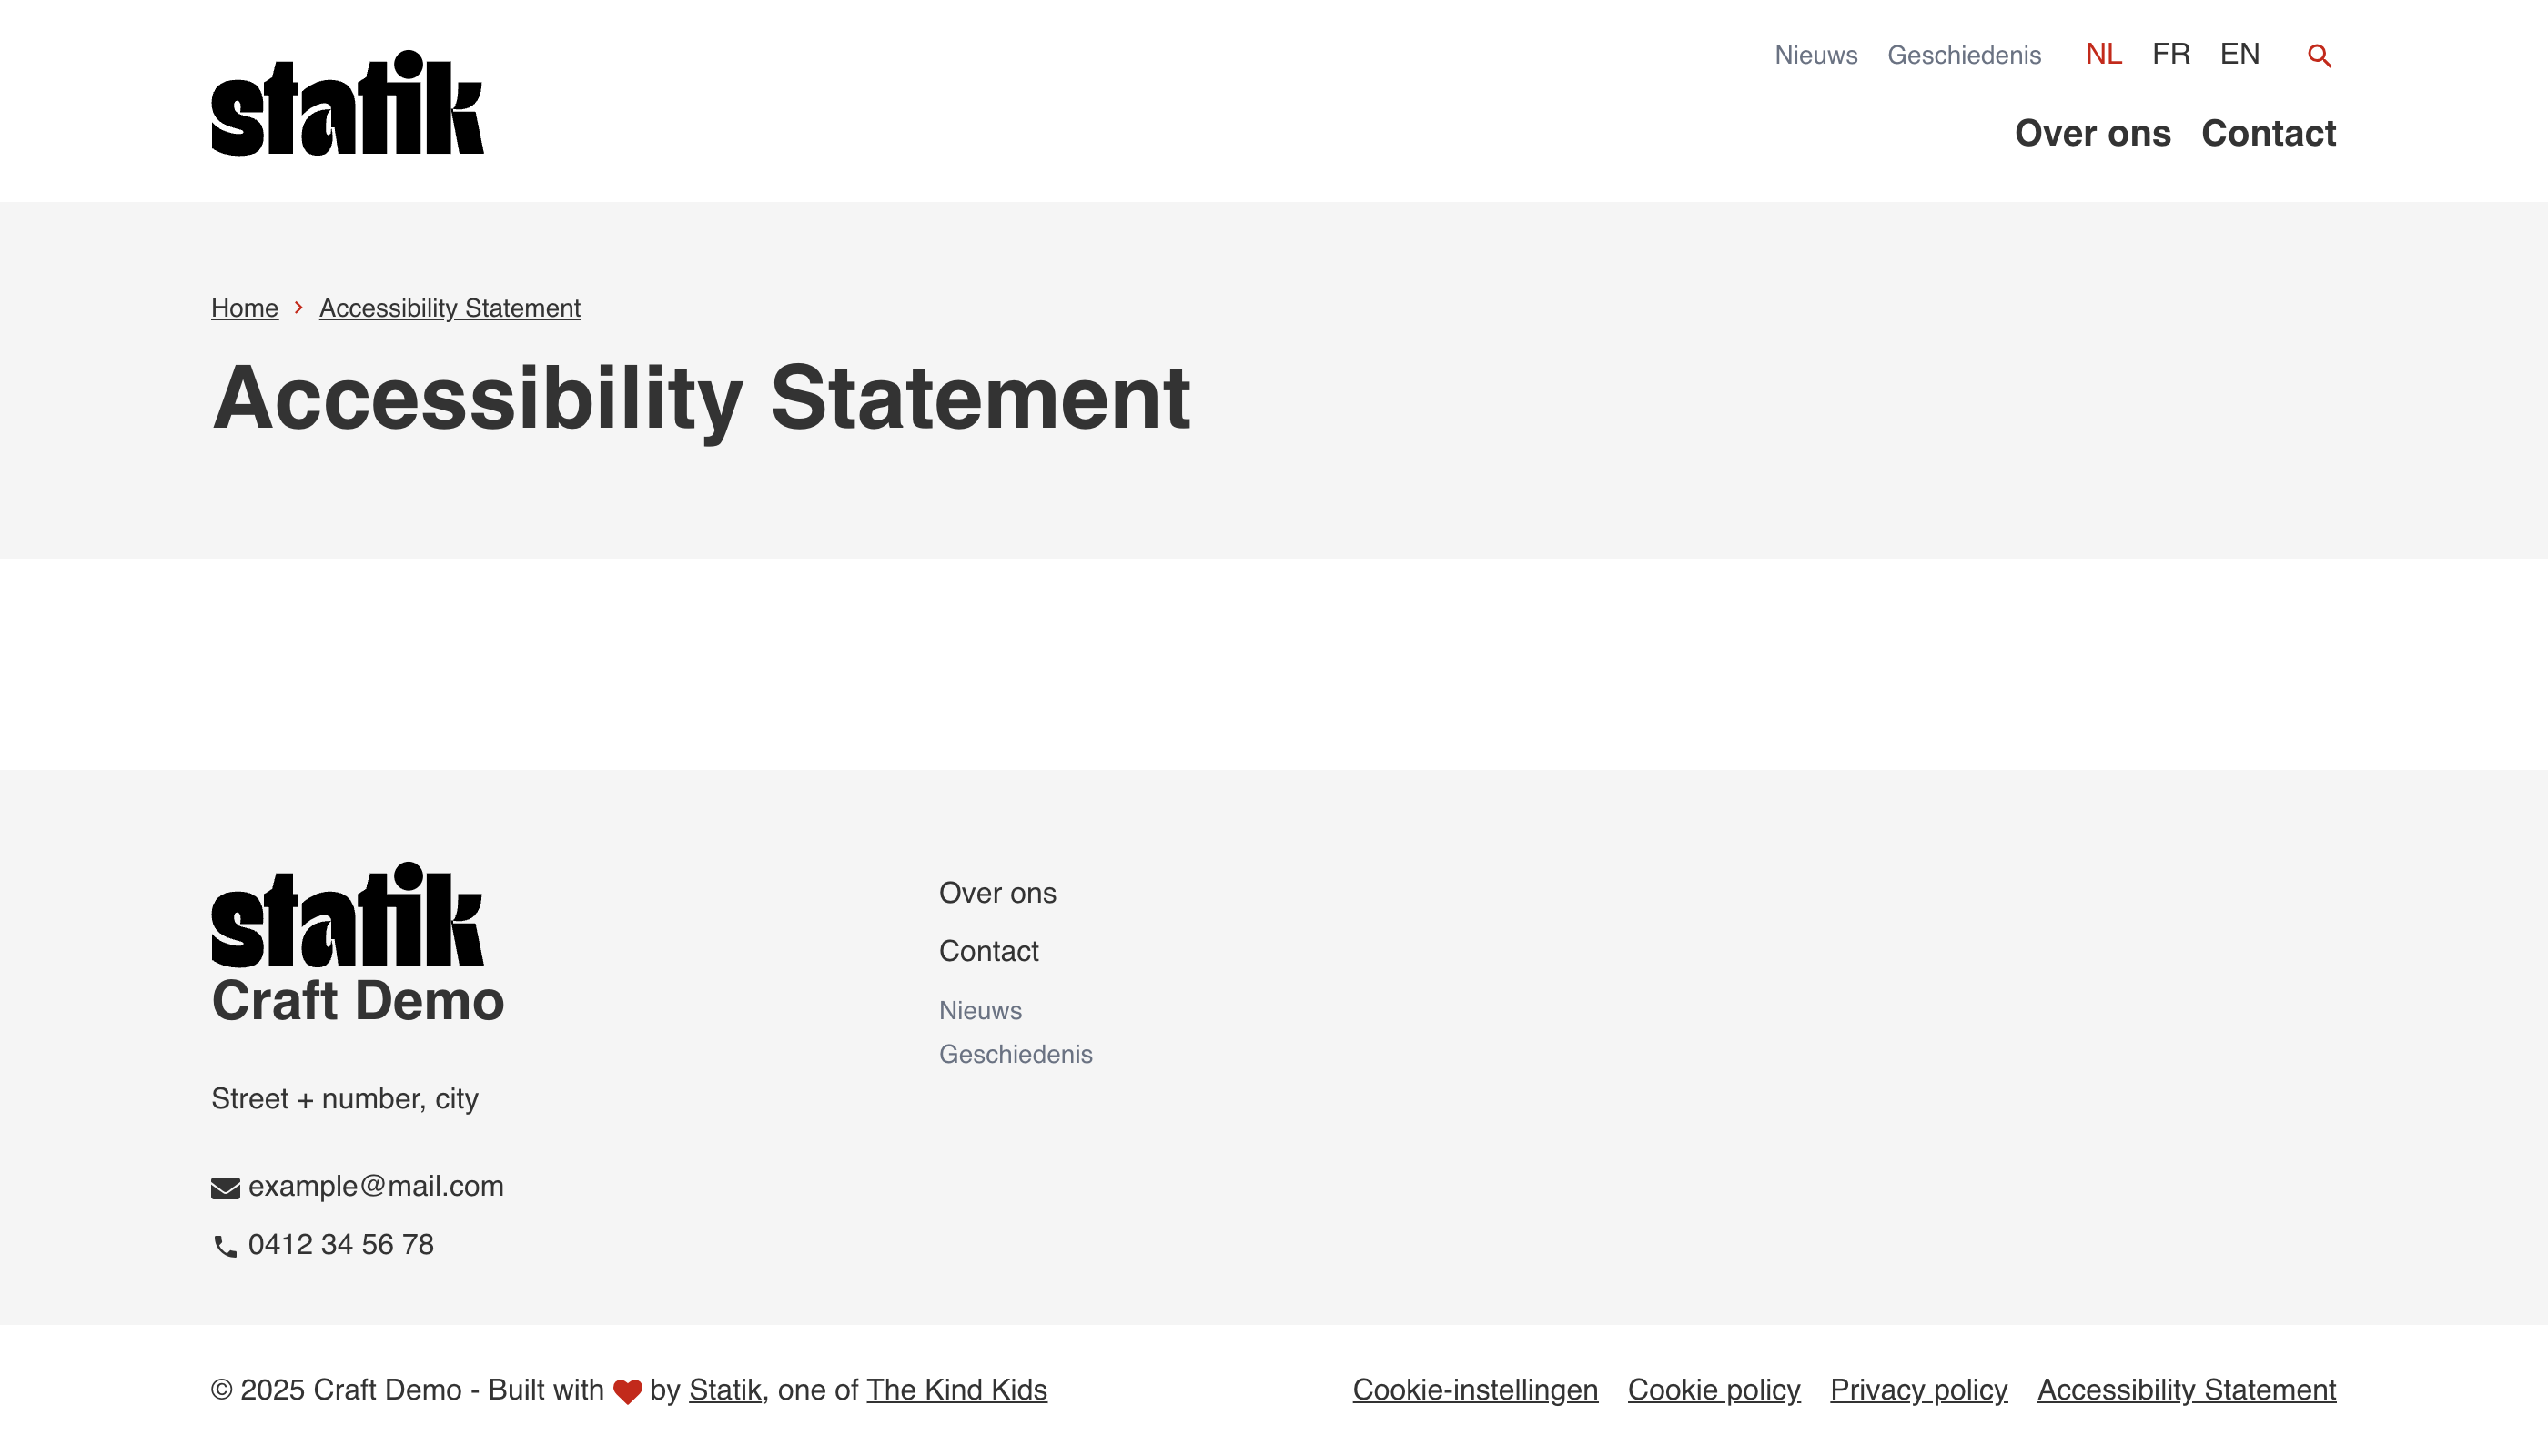 statik
Nieuws Geschiedenis NL FR EN
Over ons Contact
Home Accessibility Statement
Accessibility Statement
statik
Craft Demo
Street + number, city
example@mail.com
0412 34 56 78
Over ons
Contact
Nieuws
Geschiedenis
© 2025 Craft Demo - Built with by Statik, one of The Kind Kids
Cookie-instellingen Cookie policy Privacy policy Accessibility Statement